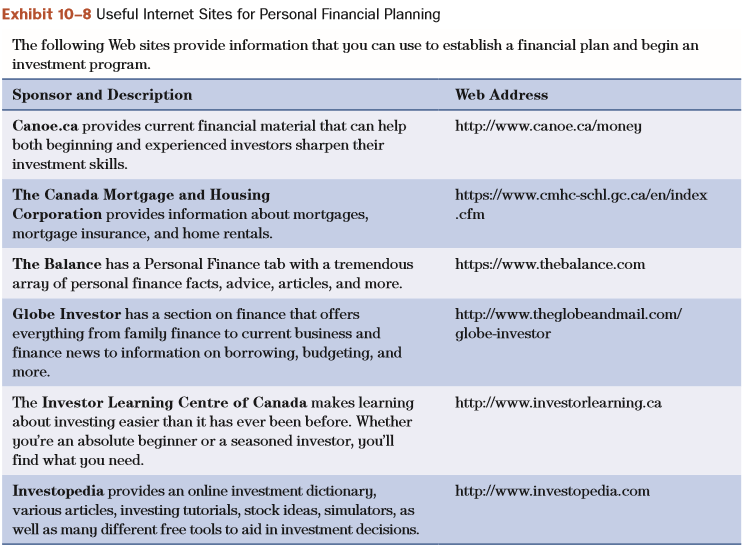 Exhibit 10–8 Useful Internet Sites for Personal Financial Planning
The following Web sites provide information that you can use to establish a financial plan and begin an
investment program.
Sponsor and Description Web Address
Canoe.ca provides current financial material that can help http://www.canoe.ca/money
both beginning and experienced investors sharpen their
investment skills.
The Canada Mortgage and Housing https://www.cmhc-schl.gc.ca/en/index
Corporation provides information about mortgages, .cfm
mortgage insurance, and home rentals.
The Balance has a Personal Finance tab with a tremendous https://www.thebalance.com
array of personal finance facts, advice, articles, and more.
Globe Investor has a section on finance that offers http://www.theglobeandmail.com/
everything from family finance to current business and globe-investor
finance news to information on borrowing, budgeting, and
more.
The Investor Learning Centre of Canada makes learning http://www.investorlearning.ca
about investing easier than it has ever been before. Whether
you're an absolute beginner or a seasoned investor, you'll
find what you need.
Investopedia provides an online investment dictionary, http://www.investopedia.com
various articles, investing tutorials, stock ideas, simulators, as
well as many different free tools to aid in investment decisions.